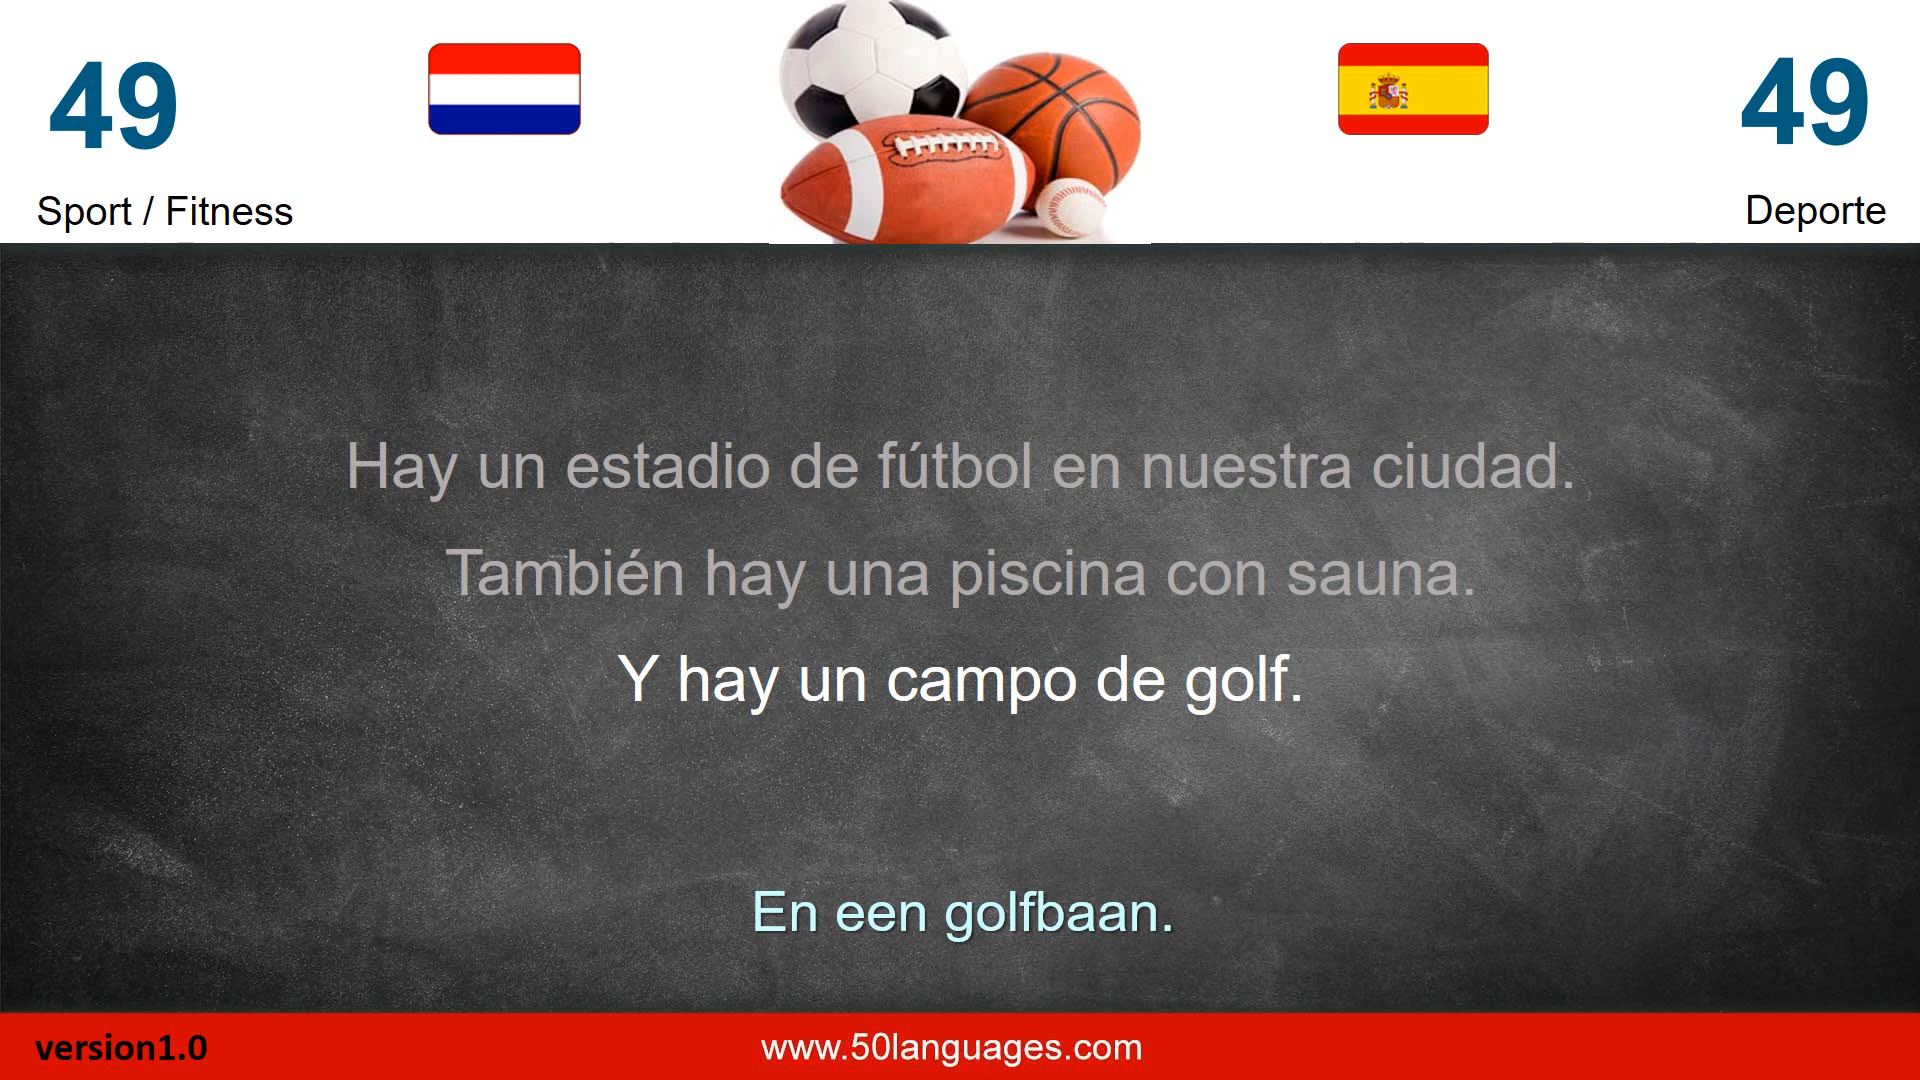 49
49
Sport / Fitness
Deporte
Hay un estadio de fútbol en nuestra ciudad.
También hay una piscina con sauna.
Y hay un campo de golf.
En een golfbaan.
version1.0
www.50languages.com